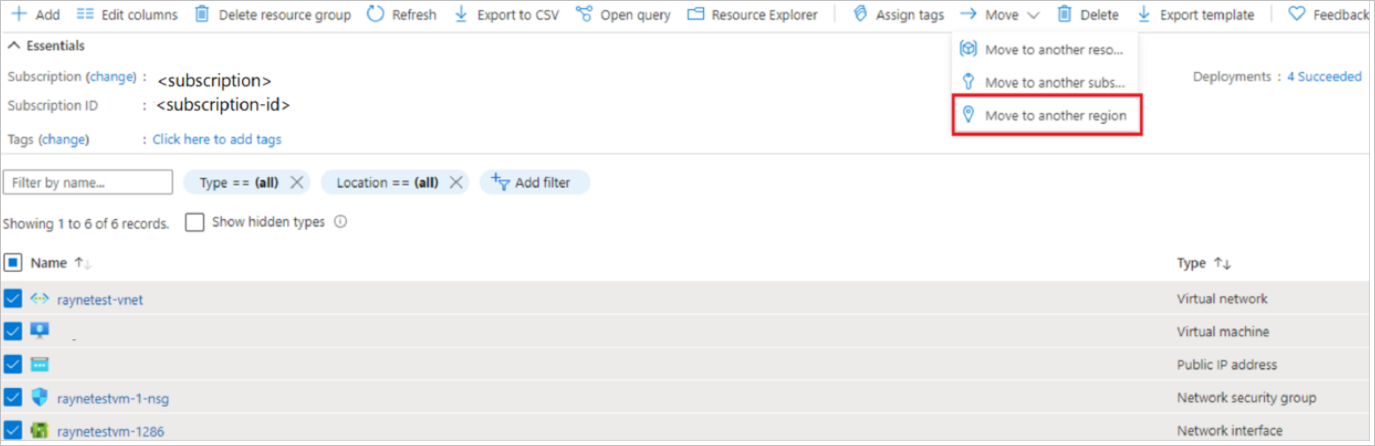 Add Edit columns Delete resource group Refresh Export to CSV Open query Resource Explorer Assign tags Move Delete Export template Feedback
Essentials
Move to another reso...
Subscription (change) : <subscription>
Deployments : 4 Succeeded
Move to another subs...
Subscription ID : <subscription-id>
Move to another region
Tags (change) : Click here to add tags
Filter by name... Type == (all) Location == (all) Add filter
Showing 1 to 6 of 6 records. Show hidden types
Name Type
raynetest-vnet Virtual network
- Virtual machine
Public IP address
raynetestvm-1-nsg Network security group
raynetestvm-1286 Network interface